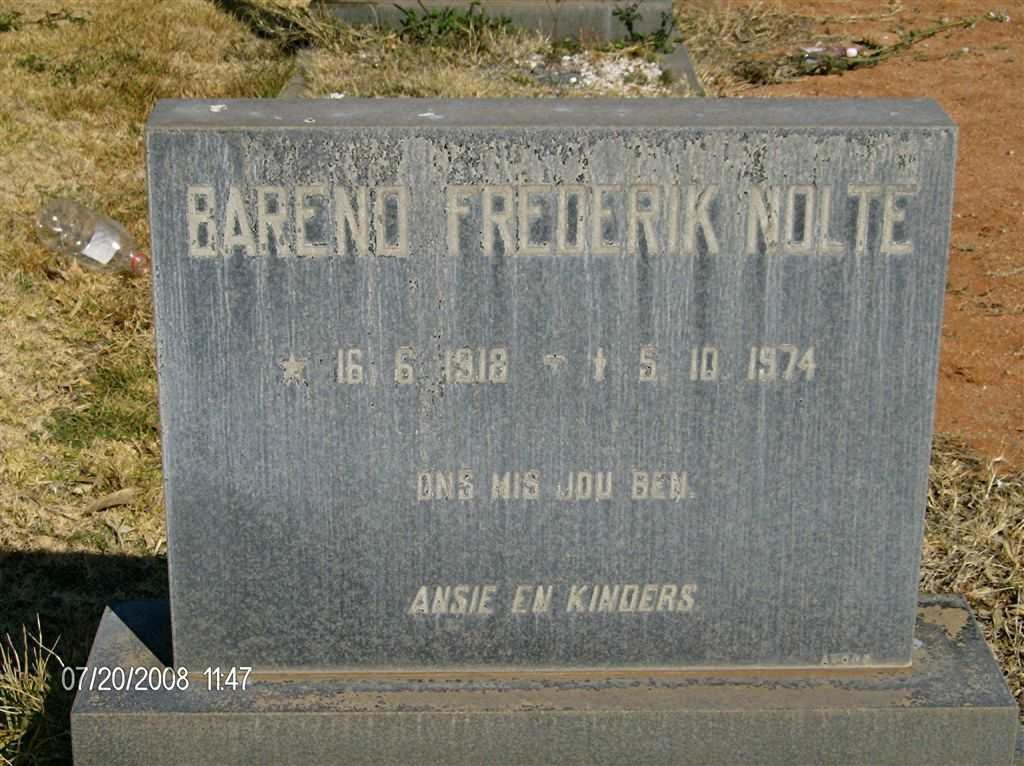 BAREND FREDERIK NOLTE
* 16. 6. 1918 - † 5. 10. 1974
ONS MIS JOU BEN.
ANSIE EN KINDERS.
07/20/2008 11:47